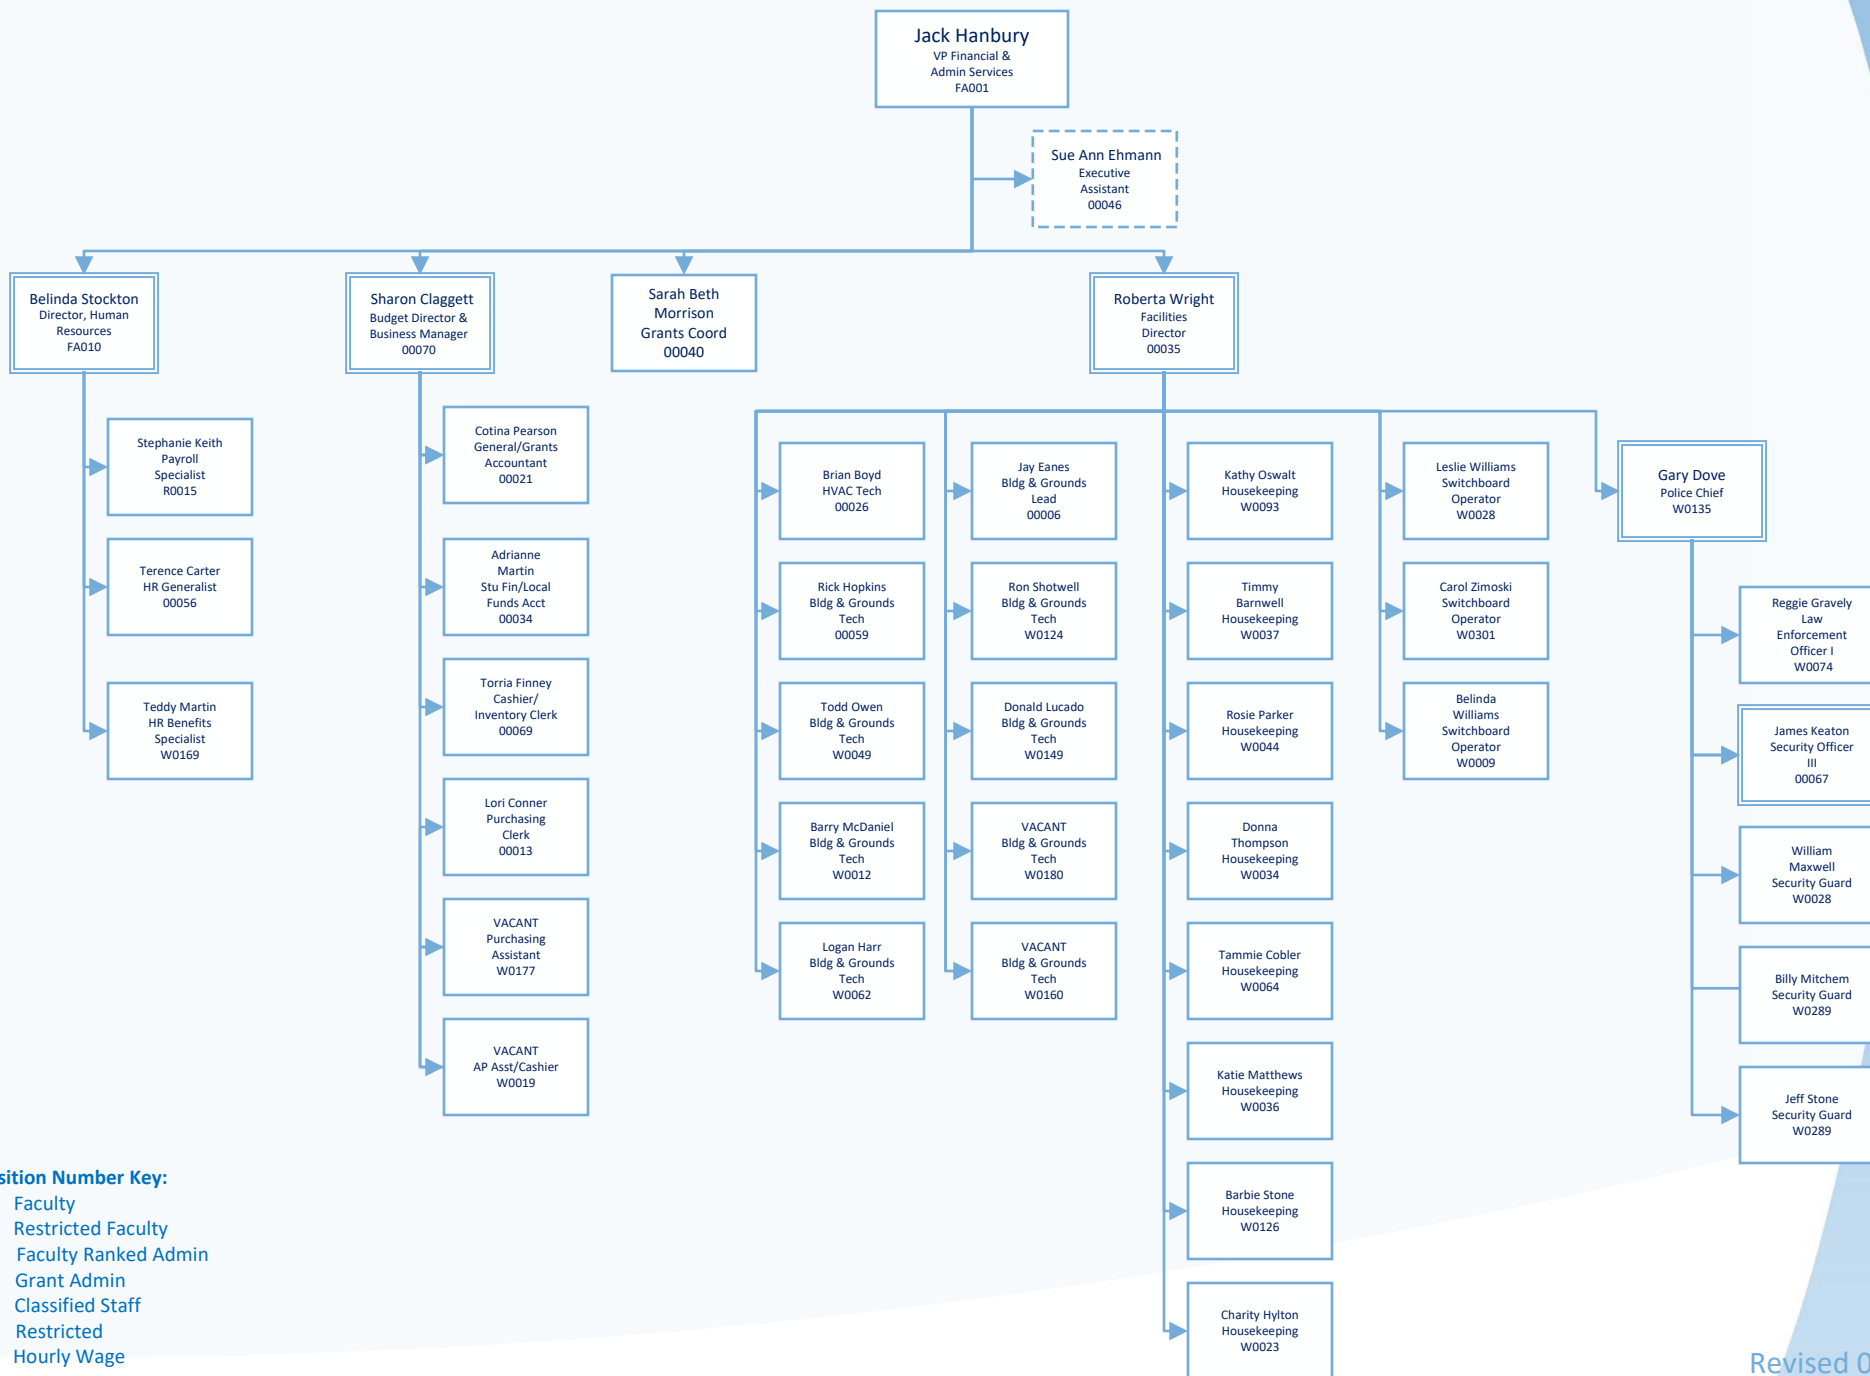 Jack Hanbury
VP Financial &
Admin Services
FA001
Sue Ann Ehmann
Executive
Assistant
00046
Belinda Stockton
Director, Human
Resources
FA010
Sharon Claggett
Budget Director &
Business Manager
00070
Sarah Beth
Morrison
Grants Coord
00040
Roberta Wright
Facilities
Director
00035
Stephanie Keith
Payroll
Specialist
R0015
Terence Carter
HR Generalist
00056
Teddy Martin
HR Benefits
Specialist
W0169
Cotina Pearson
General/Grants
Accountant
00021
Adrianne
Martin
Stu Fin/Local
Funds Acct
00034
Torria Finney
Cashier/
Inventory Clerk
00069
Lori Conner
Purchasing
Clerk
00013
VACANT
Purchasing
Assistant
W0177
VACANT
AP Asst/Cashier
W0019
Brian Boyd
HVAC Tech
00026
Rick Hopkins
Bldg & Grounds
Tech
00059
Todd Owen
Bldg & Grounds
Tech
W0049
Barry McDaniel
Bldg & Grounds
Tech
W0012
Logan Harr
Bldg & Grounds
Tech
W0062
Jay Eanes
Bldg & Grounds
Lead
00006
Ron Shotwell
Bldg & Grounds
Tech
W0124
Donald Lucado
Bldg & Grounds
Tech
W0149
VACANT
Bldg & Grounds
Tech
W0180
VACANT
Bldg & Grounds
Tech
W0160
Kathy Oswalt
Housekeeping
W0093
Timmy
Barnwell
Housekeeping
W0037
Rosie Parker
Housekeeping
W0044
Donna
Thompson
Housekeeping
W0034
Tammie Cobler
Housekeeping
W0064
Katie Matthews
Housekeeping
W0036
Barbie Stone
Housekeeping
W0126
Charity Hylton
Housekeeping
W0023
Leslie Williams
Switchboard
Operator
W0028
Carol Zimoski
Switchboard
Operator
W0301
Belinda
Williams
Switchboard
Operator
W0009
Gary Dove
Police Chief
W0135
Reggie Gravely
Law
Enforcement
Officer I
W0074
James Keaton
Security Officer
III
00067
William
Maxwell
Security Guard
W0028
Billy Mitchem
Security Guard
W0289
Jeff Stone
Security Guard
W0289
sition Number Key:
Faculty
Restricted Faculty
Faculty Ranked Admin
Grant Admin
Classified Staff
Restricted
Hourly Wage
Revised 0